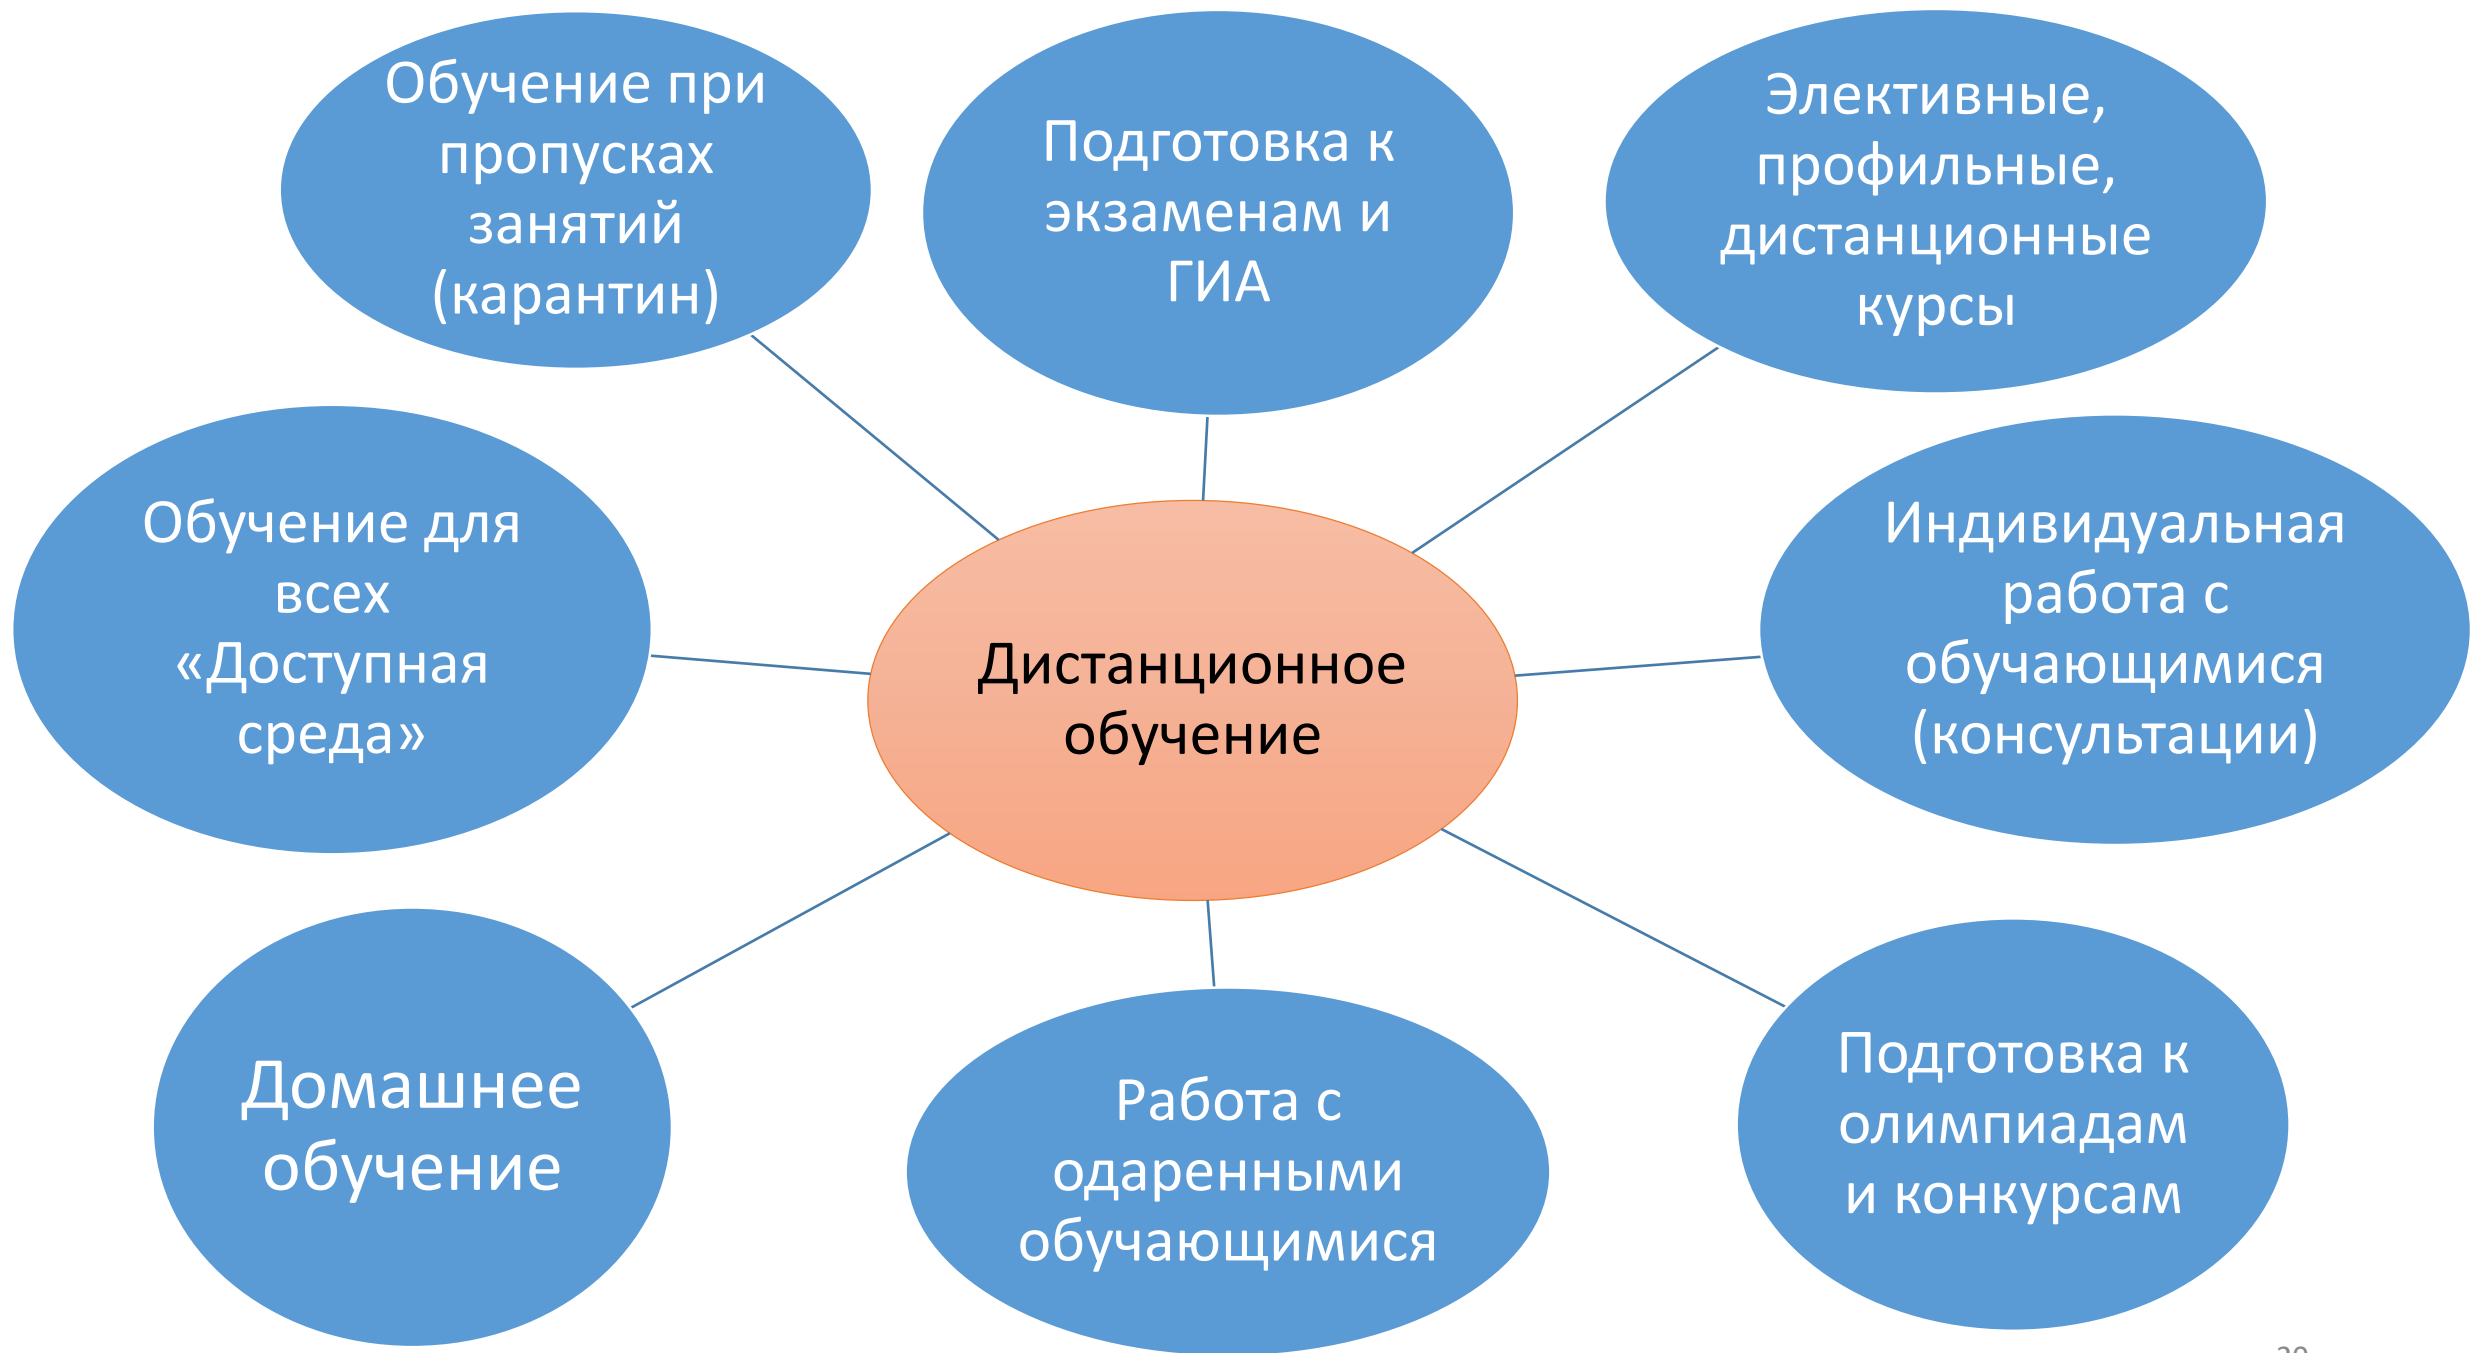 Обучение при
пропусках
занятий
(карантин)
Подготовка к
экзаменам и
ГИА
Элективные,
профильные,
дистанционные
курсы
Обучение для
всех
«Доступная
среда»
Дистанционное
обучение
Индивидуальная
работа с
обучающимися
(консультации)
Домашнее
обучение
Работа с
одаренными
обучающимися
Подготовка к
олимпиадам
и конкурсам